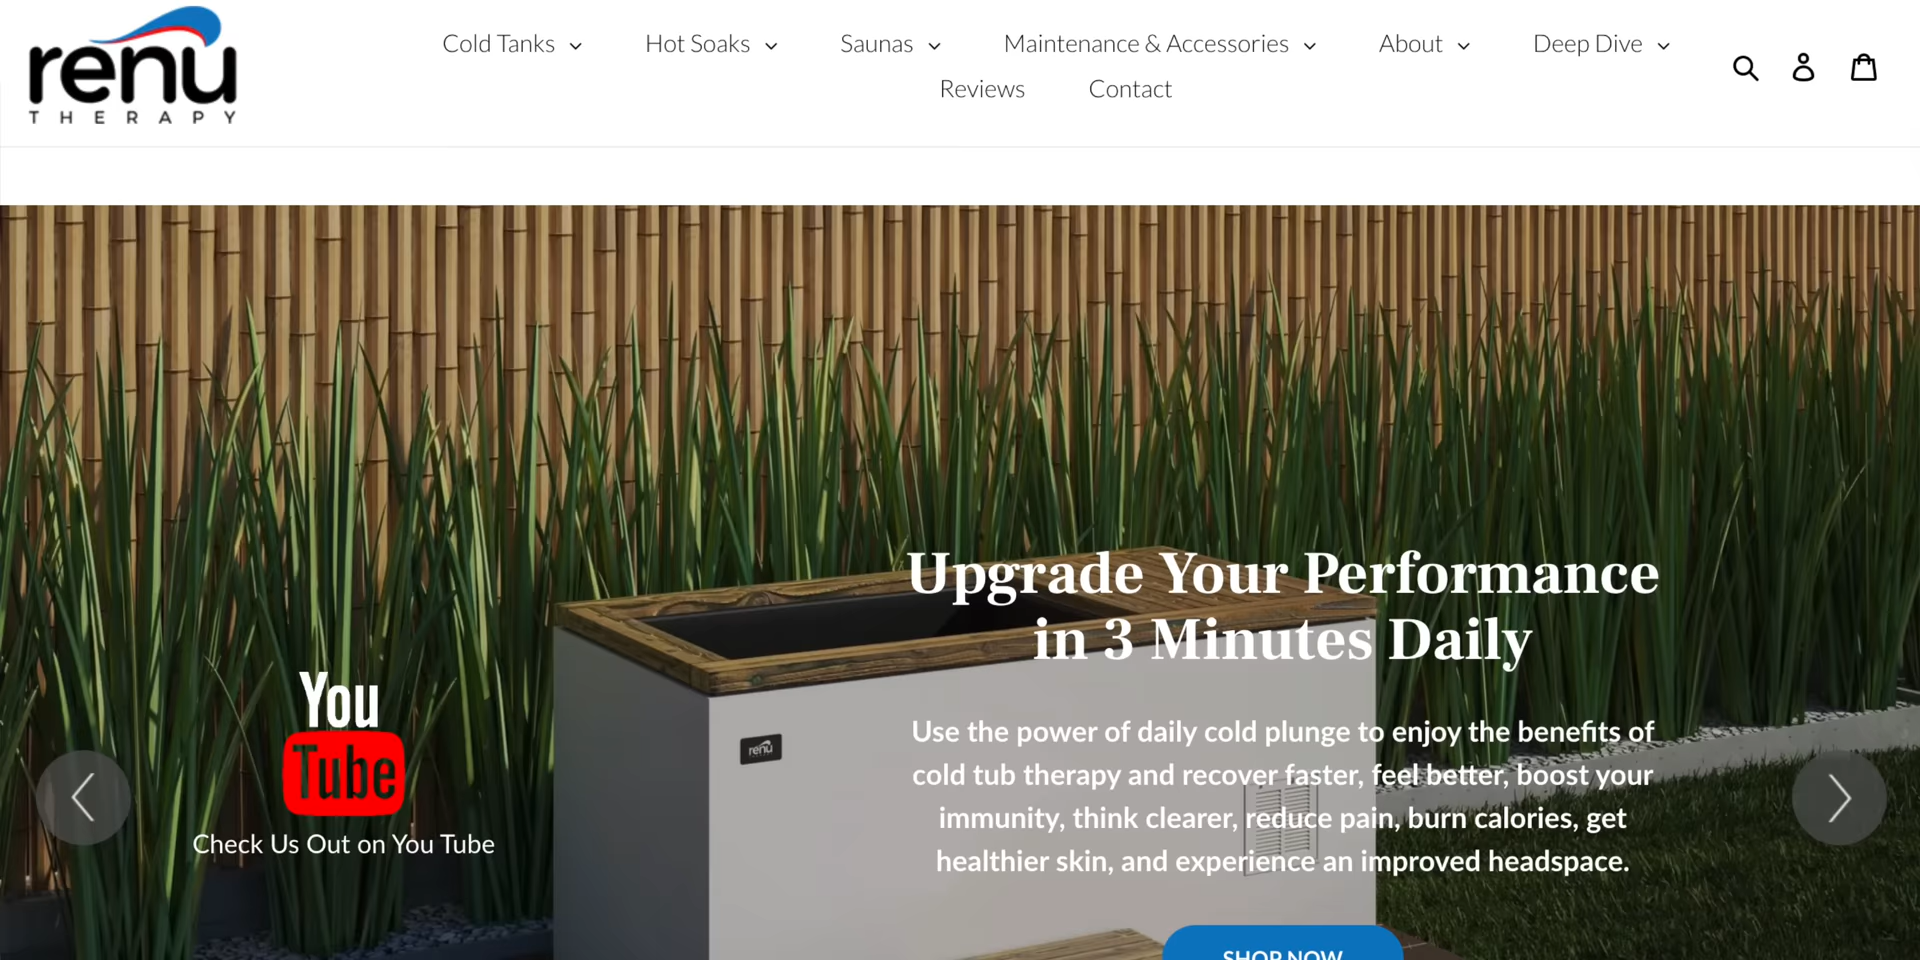 renu
THERAPY
Cold Tanks
Hot Soaks
Saunas
Maintenance & Accessories
About
Deep Dive
Reviews
Contact
Upgrade Your Performance
in 3 Minutes Daily
Use the power of daily cold plunge to enjoy the benefits of
cold tub therapy and recover faster, feel better, boost your
immunity, think clearer, reduce pain, burn calories, get
healthier skin, and experience an improved headspace.
SHOP NOW
You
Tube
Check Us Out on You Tube
renu